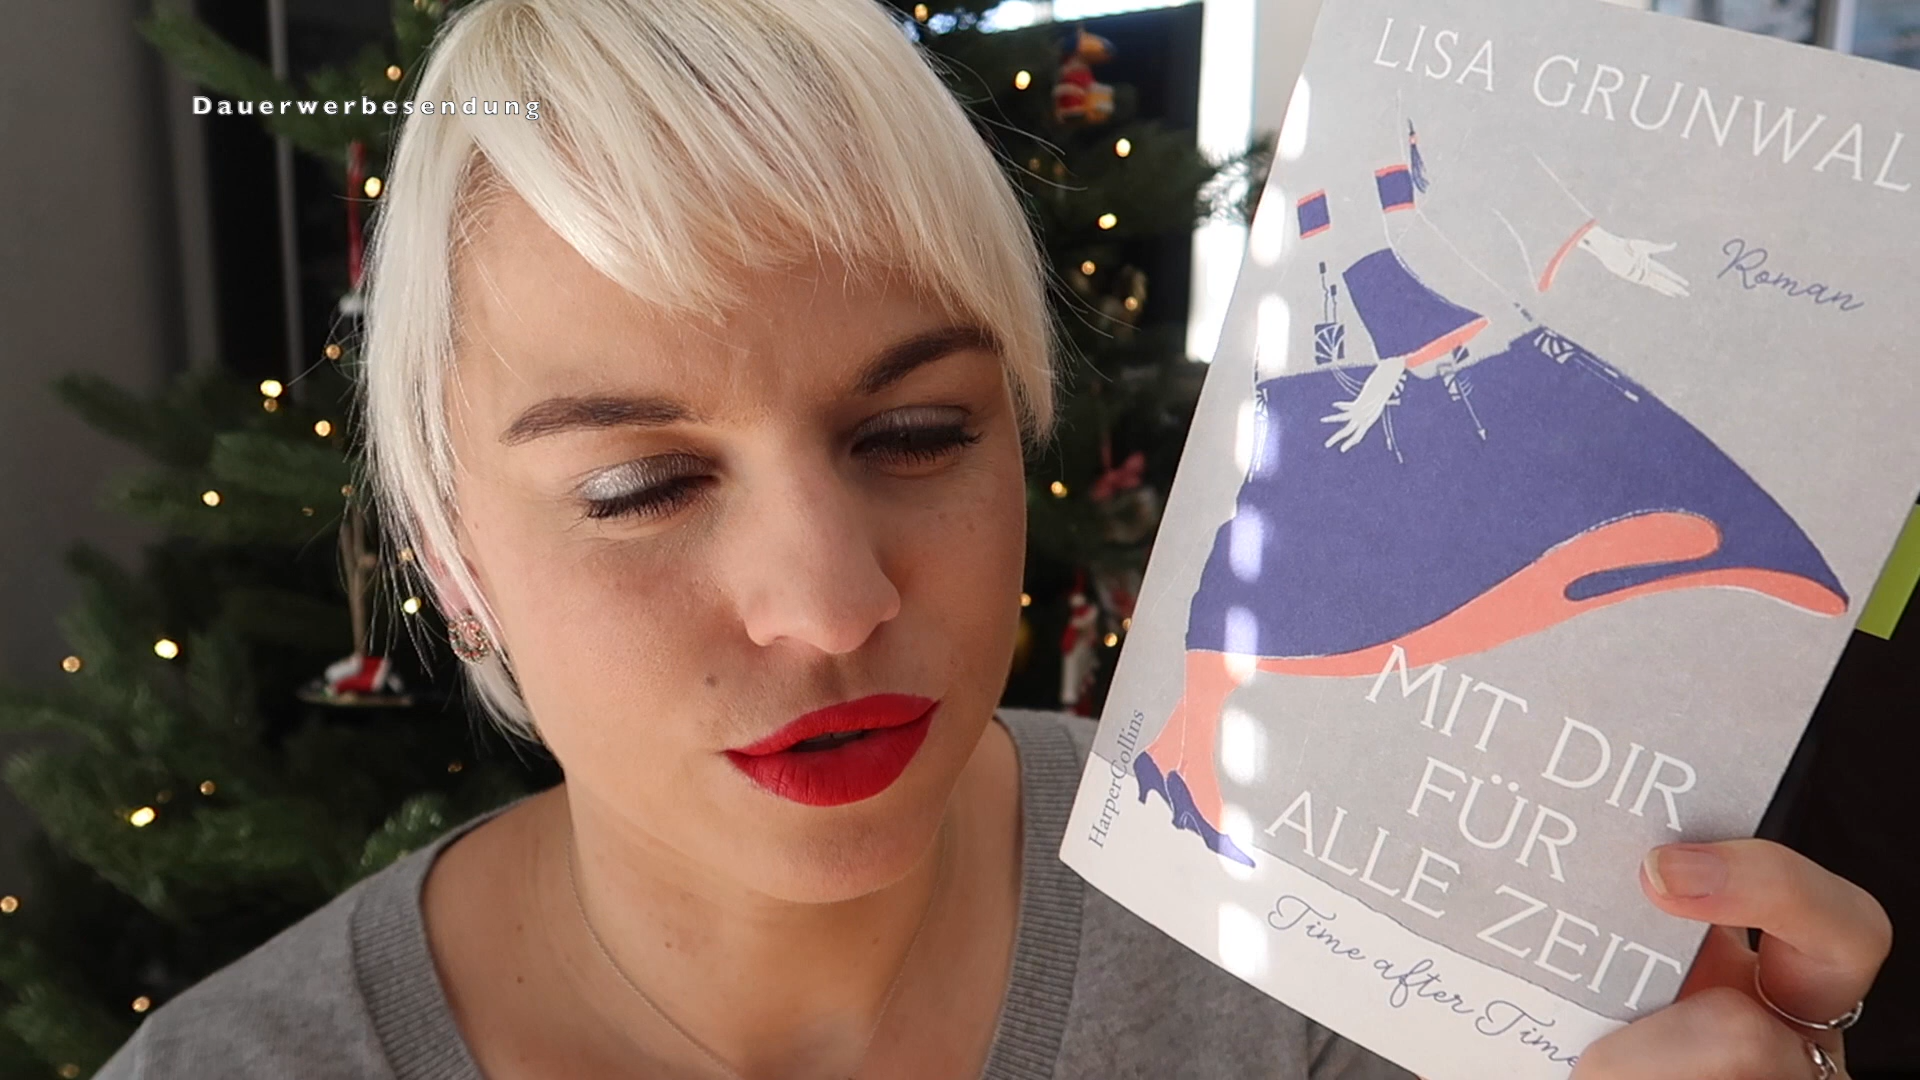 Dauerwerbesendung
LISA GRUNWAL
Roman
MIT DIR
FÜR
ALLE ZEIT
Time after Time
HarperCollins